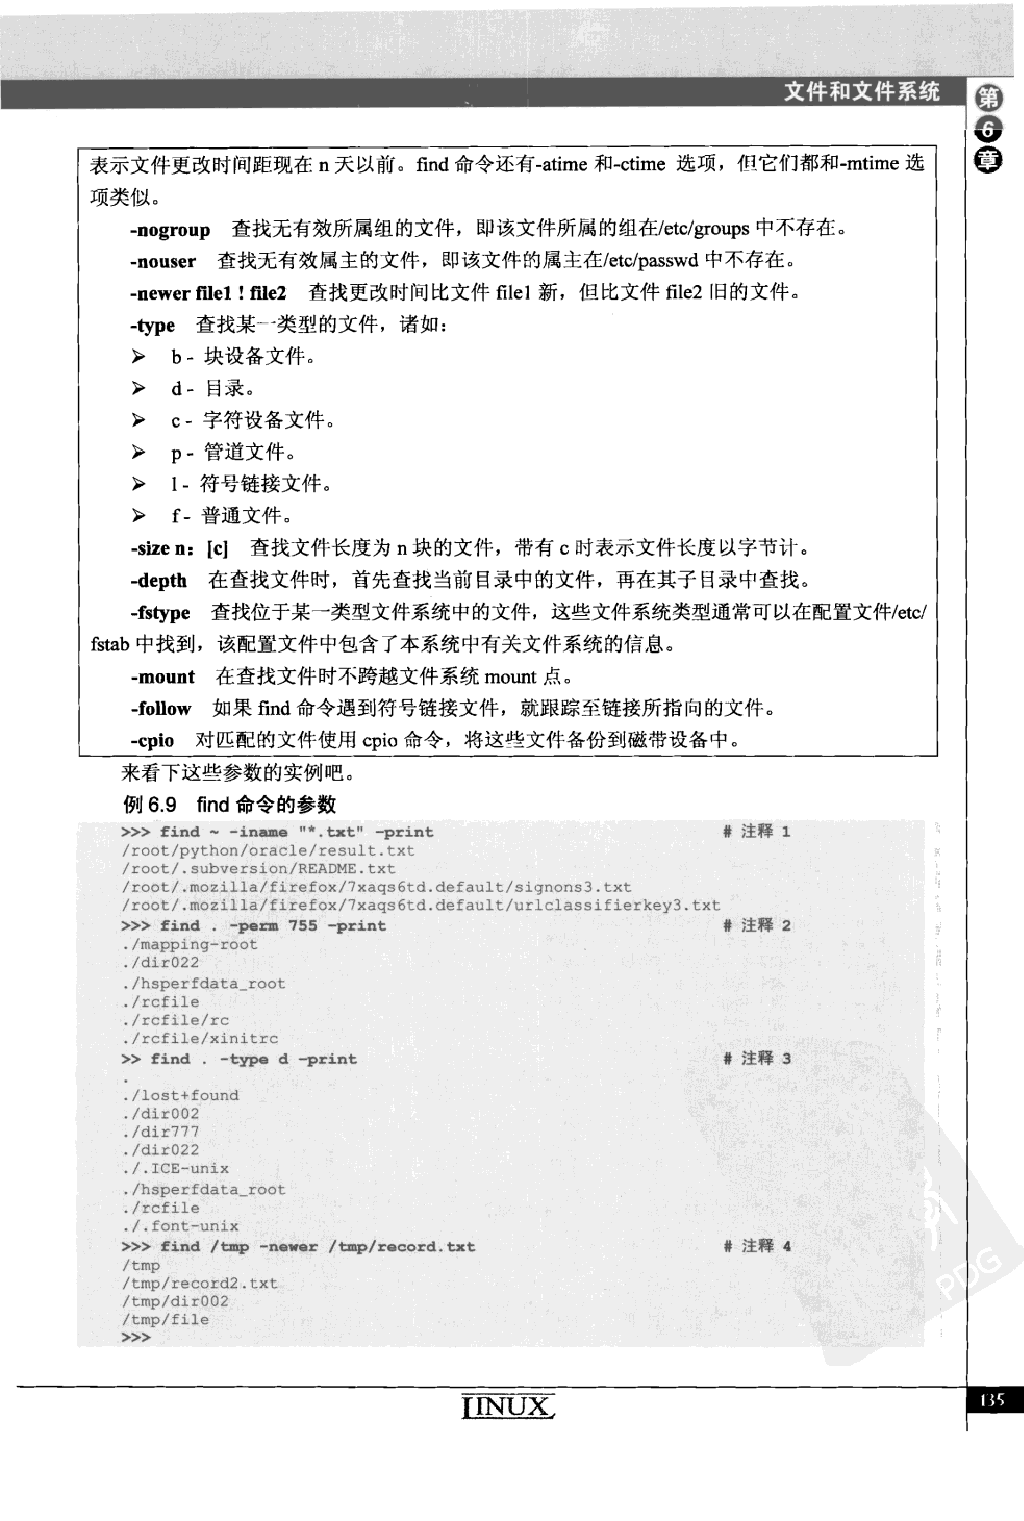 文件和文件系统
第
6
章
表示文件更改时间距现在 n 天以前。find 命令还有-atime 和-ctime 选项，但它们都和-mtime 选
项类似。
-nogroup 查找无有效所属组的文件，即该文件所属的组在/etc/groups 中不存在。
-nouser 查找无有效属主的文件，即该文件的属主在/etc/passwd 中不存在。
-newer file1 ! file2 查找更改时间比文件 file1 新，但比文件 file2 旧的文件。
-type 查找某一类型的文件，诸如：
➢ b - 块设备文件。
➢ d - 目录。
➢ c - 字符设备文件。
➢ p - 管道文件。
➢ l - 符号链接文件。
➢ f - 普通文件。
-size n：[c] 查找文件长度为 n 块的文件，带有 c 时表示文件长度以字节计。
-depth 在查找文件时，首先查找当前目录中的文件，再在其子目录中查找。
-fstype 查找位于某一类型文件系统中的文件，这些文件系统类型通常可以在配置文件/etc/
fstab 中找到，该配置文件中包含了本系统中有关文件系统的信息。
-mount 在查找文件时不跨越文件系统 mount 点。
-follow 如果 find 命令遇到符号链接文件，就跟踪至链接所指向的文件。
-cpio 对匹配的文件使用 cpio 命令，将这些文件备份到磁带设备中。
来看下这些参数的实例吧。
例 6.9 find 命令的参数
>>> find ~ -iname "*.txt" -print # 注释 1
/root/python/oracle/result.txt
/root/.subversion/README.txt
/root/.mozilla/firefox/7xaqs6td.default/signons3.txt
/root/.mozilla/firefox/7xaqs6td.default/urlclassifierkey3.txt
>>> find . -perm 755 -print # 注释 2
./mapping-root
./dir022
./hsperfdata_root
./rcfile
./rcfile/rc
./rcfile/xinitrc
>> find . -type d -print # 注释 3
.
./lost+found
./dir002
./dir777
./dir022
./.ICE-unix
./hsperfdata_root
./rcfile
./.font-unix
>>> find /tmp -newer /tmp/record.txt # 注释 4
/tmp
/tmp/record2.txt
/tmp/dir002
/tmp/file
>>>
PDG
LINUX
135